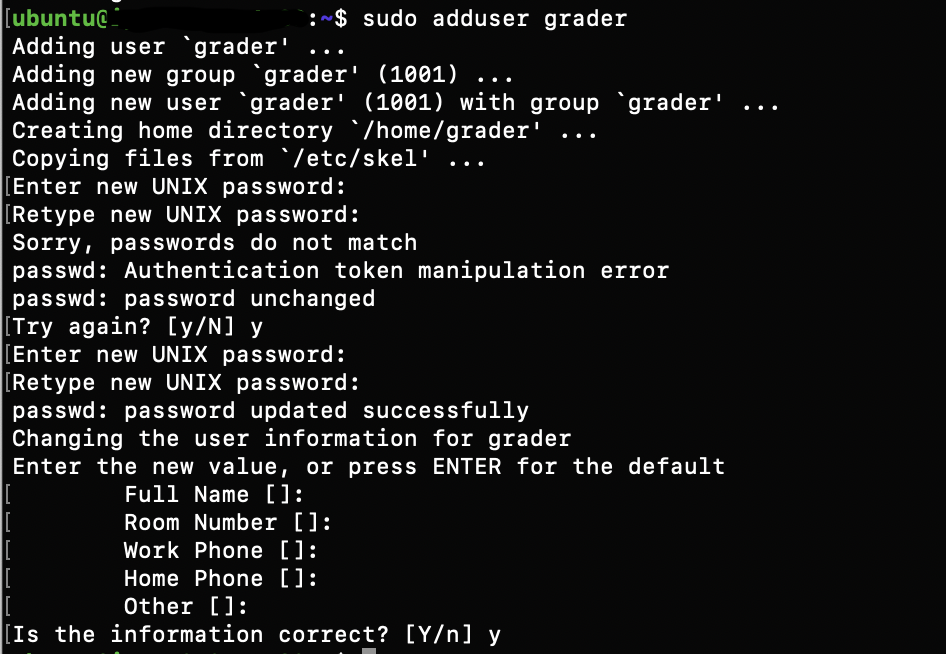 ubuntu@ :~$ sudo adduser grader
Adding user `grader' ...
Adding new group `grader' (1001) ...
Adding new user `grader' (1001) with group `grader' ...
Creating home directory `/home/grader' ...
Copying files from `/etc/skel' ...
[Enter new UNIX password:
[Retype new UNIX password:
Sorry, passwords do not match
passwd: Authentication token manipulation error
passwd: password unchanged
[Try again? [y/N] y
[Enter new UNIX password:
[Retype new UNIX password:
passwd: password updated successfully
Changing the user information for grader
Enter the new value, or press ENTER for the default
[ Full Name []:
[ Room Number []:
[ Work Phone []:
[ Home Phone []:
[ Other []:
[Is the information correct? [Y/n] y